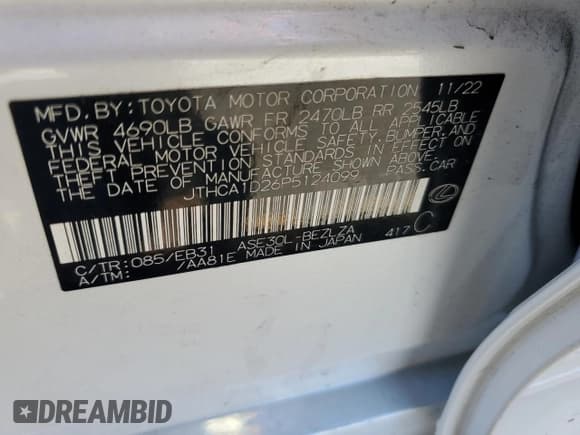 MFD. BY: TOYOTA MOTOR CORPORATION 11/22
GVWR 4690LB GAWR FR 2470LB RR 2545LB
THIS VEHICLE CONFORMS TO ALL APPLICABLE
FEDERAL MOTOR VEHICLE SAFETY, BUMPER, AND
THEFT PREVENTION STANDARDS IN EFFECT ON
THE DATE OF MANUFACTURE SHOWN ABOVE.
JTHCA1D26P5124099 PASS.CAR
C/TR: 085/EB31 ASE30L-BEZLZA 417 C
A/TM: /AA81E MADE IN JAPAN
DREAMBID